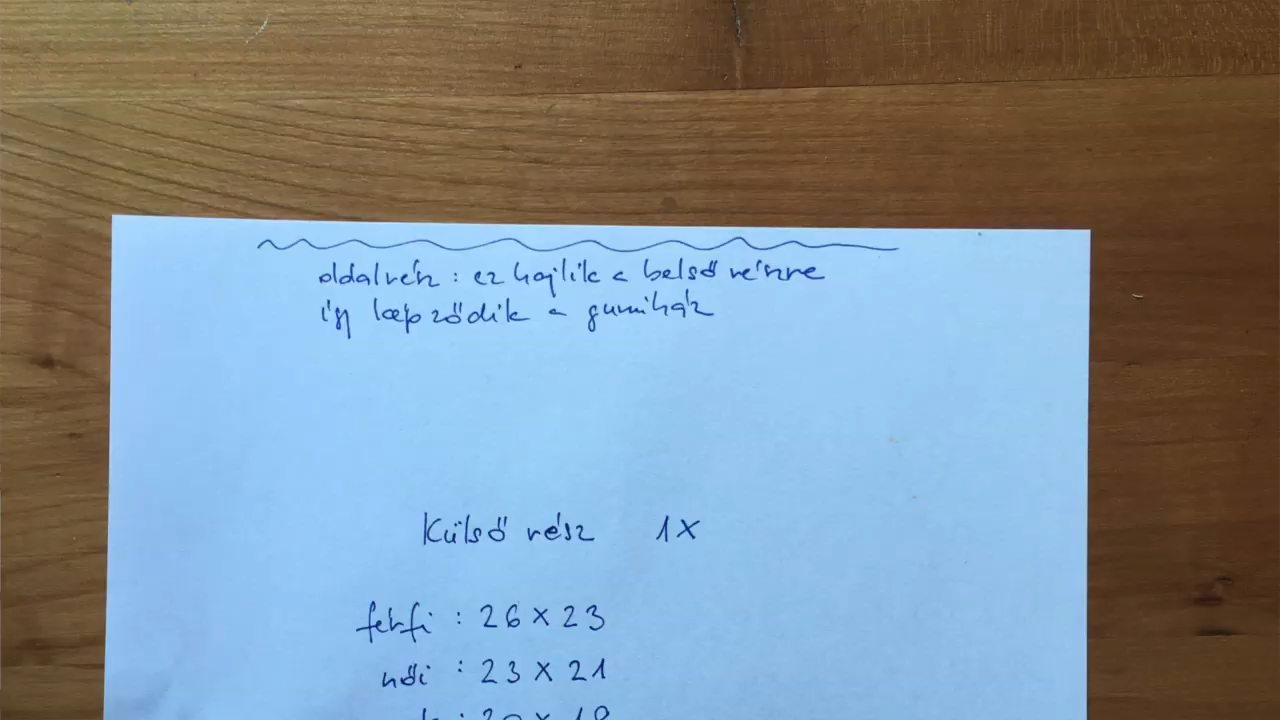 oldalrész : ez hajlik a belső részre
így képződik a gumiház
Külső rész 1X
férfi : 26 X 23
női : 23 X 21